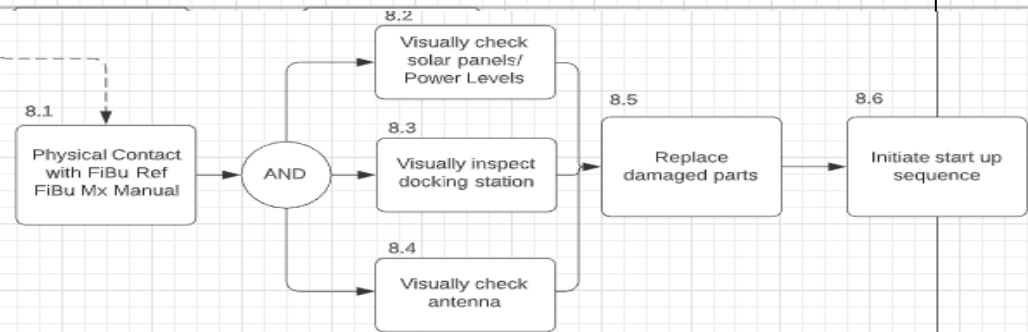 8.1
Physical Contact
with FiBu Ref
FiBu Mx Manual
AND
8.2
Visually check
solar panels/
Power Levels
8.3
Visually inspect
docking station
8.4
Visually check
antenna
8.5
Replace
damaged parts
8.6
Initiate start up
sequence